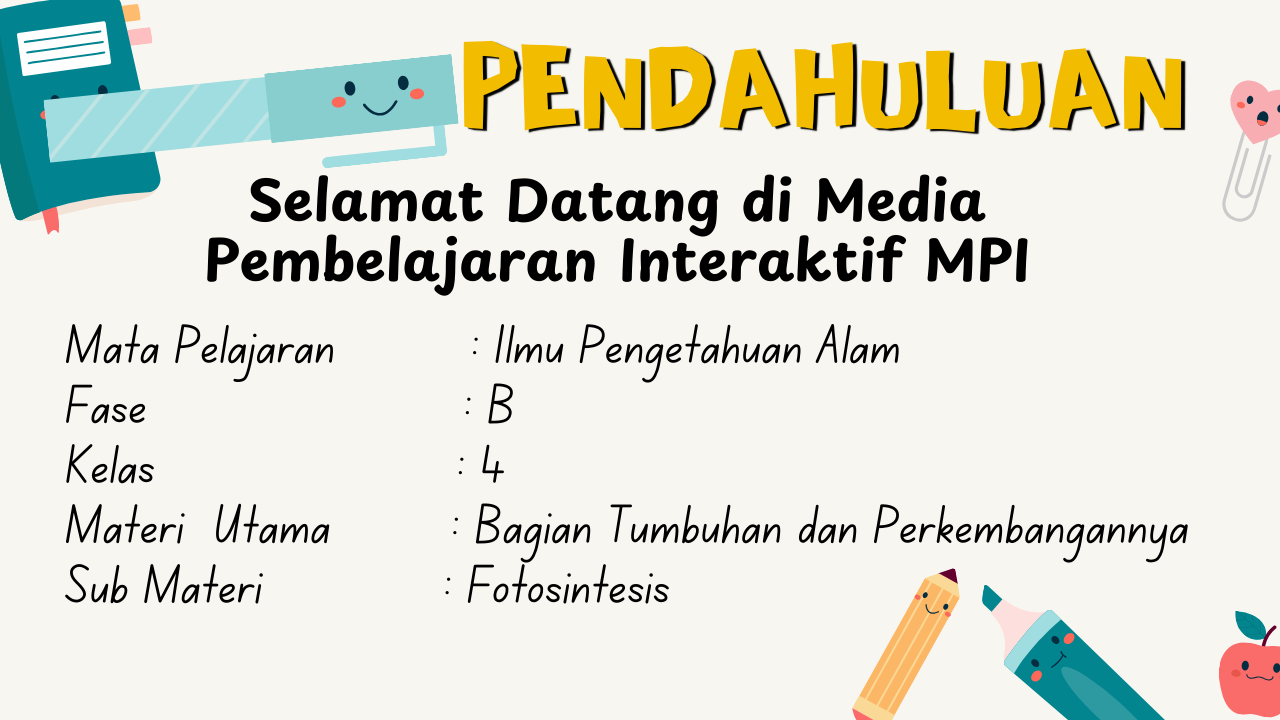 PENDAHULUAN
Selamat Datang di Media
Pembelajaran Interaktif MPI
Mata Pelajaran : Ilmu Pengetahuan Alam
Fase : B
Kelas : 4
Materi Utama : Bagian Tumbuhan dan Perkembangannya
Sub Materi : Fotosintesis